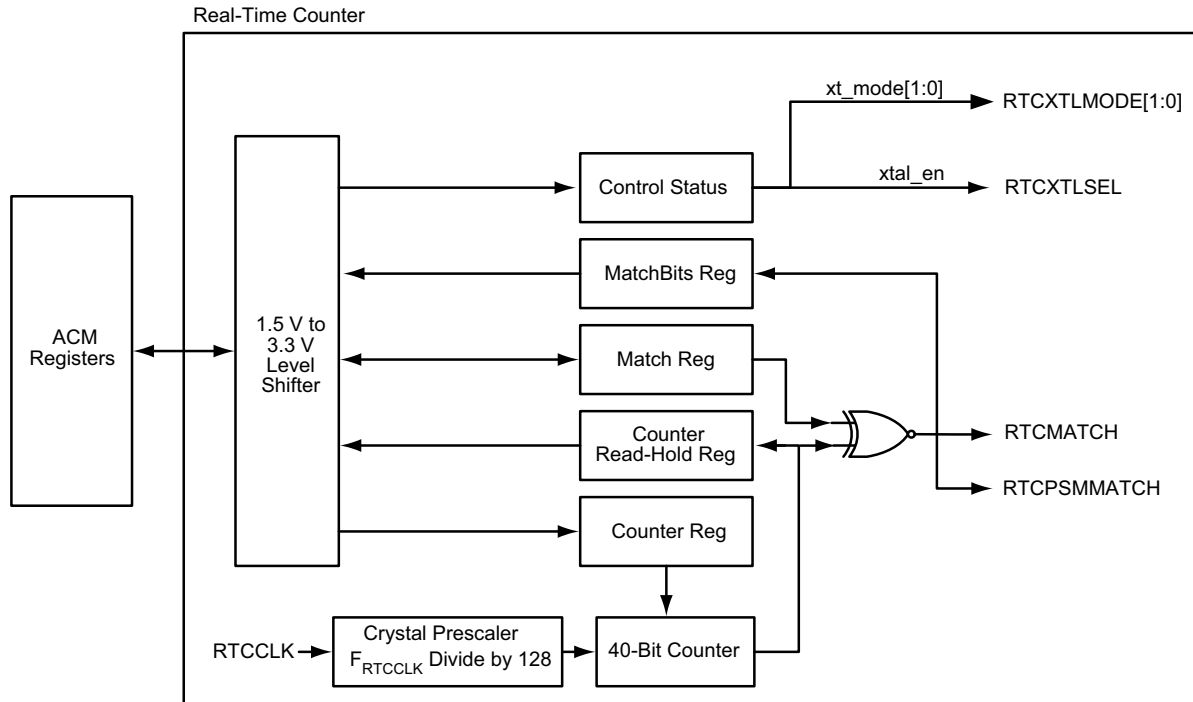 Real-Time Counter
xt_mode[1:0]
RTCXTLMODE[1:0]
Control Status
xtal_en
RTCXTLSEL
MatchBits Reg
ACM
Registers
1.5 V to
3.3 V
Level
Shifter
Match Reg
Counter
Read-Hold Reg
RTCMATCH
RTCPSMMATCH
Counter Reg
RTCCLK
Crystal Prescaler
FRTCCLK Divide by 128
40-Bit Counter